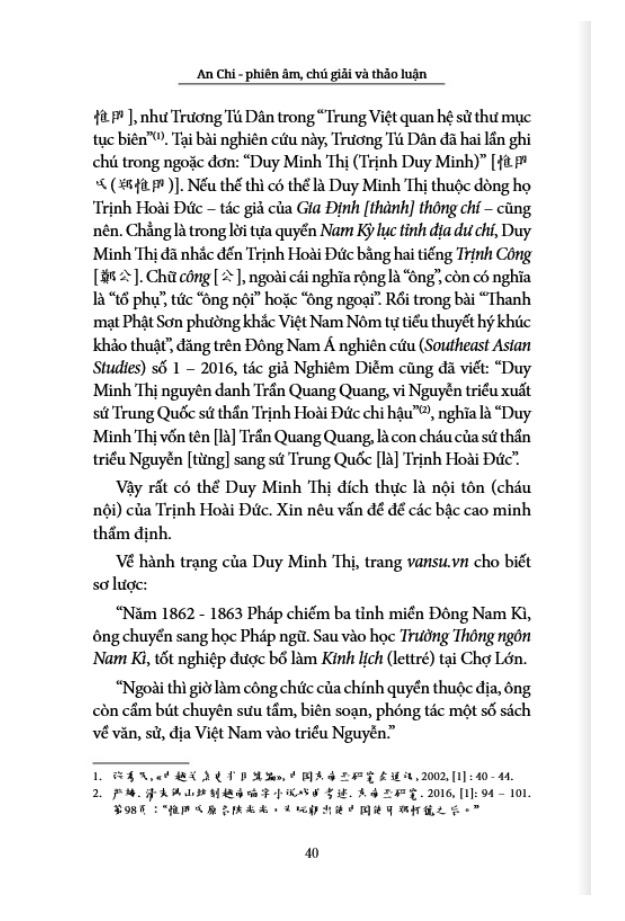 An Chi - phiên âm, chú giải và thảo luận
惟明], như Trương Tú Dân trong “Trung Việt quan hệ sử thư mục
tục biên”(1). Tại bài nghiên cứu này, Trương Tú Dân đã hai lần ghi
chú trong ngoặc đơn: “Duy Minh Thị (Trịnh Duy Minh)” [惟明
氏(郑惟明)]. Nếu thế thì có thể là Duy Minh Thị thuộc dòng họ
Trịnh Hoài Đức – tác giả của Gia Định [thành] thông chí – cũng
nên. Chẳng là trong lời tựa quyển Nam Kỳ lục tỉnh địa dư chí, Duy
Minh Thị đã nhắc đến Trịnh Hoài Đức bằng hai tiếng Trịnh Công
[鄭公]. Chữ công [公], ngoài cái nghĩa rộng là “ông”, còn có nghĩa
là “tổ phụ”, tức “ông nội” hoặc “ông ngoại”. Rồi trong bài “Thanh
mạt Phật Sơn phường khắc Việt Nam Nôm tự tiểu thuyết hý khúc
khảo thuật”, đăng trên Đông Nam Á nghiên cứu (Southeast Asian
Studies) số 1 – 2016, tác giả Nghiêm Diễm cũng đã viết: “Duy
Minh Thị nguyên danh Trần Quang Quang, vi Nguyễn triều xuất
sứ Trung Quốc sứ thần Trịnh Hoài Đức chi hậu”(2), nghĩa là “Duy
Minh Thị vốn tên [là] Trần Quang Quang, là con cháu của sứ thần
triều Nguyễn [từng] sang sứ Trung Quốc [là] Trịnh Hoài Đức”.
Vậy rất có thể Duy Minh Thị đích thực là nội tôn (cháu
nội) của Trịnh Hoài Đức. Xin nêu vấn đề để các bậc cao minh
thẩm định.
Về hành trạng của Duy Minh Thị, trang vansu.vn cho biết
sơ lược:
“Năm 1862 - 1863 Pháp chiếm ba tỉnh miền Đông Nam Kì,
ông chuyển sang học Pháp ngữ. Sau vào học Trường Thông ngôn
Nam Kì, tốt nghiệp được bổ làm Kinh lịch (lettré) tại Chợ Lớn.
“Ngoài thì giờ làm công chức của chính quyền thuộc địa, ông
còn cầm bút chuyên sưu tầm, biên soạn, phóng tác một số sách
về văn, sử, địa Việt Nam vào triều Nguyễn.”
1. 2002, [1] : 40 - 44.
2. 2016, [1]: 94 – 101.
第98页：
40